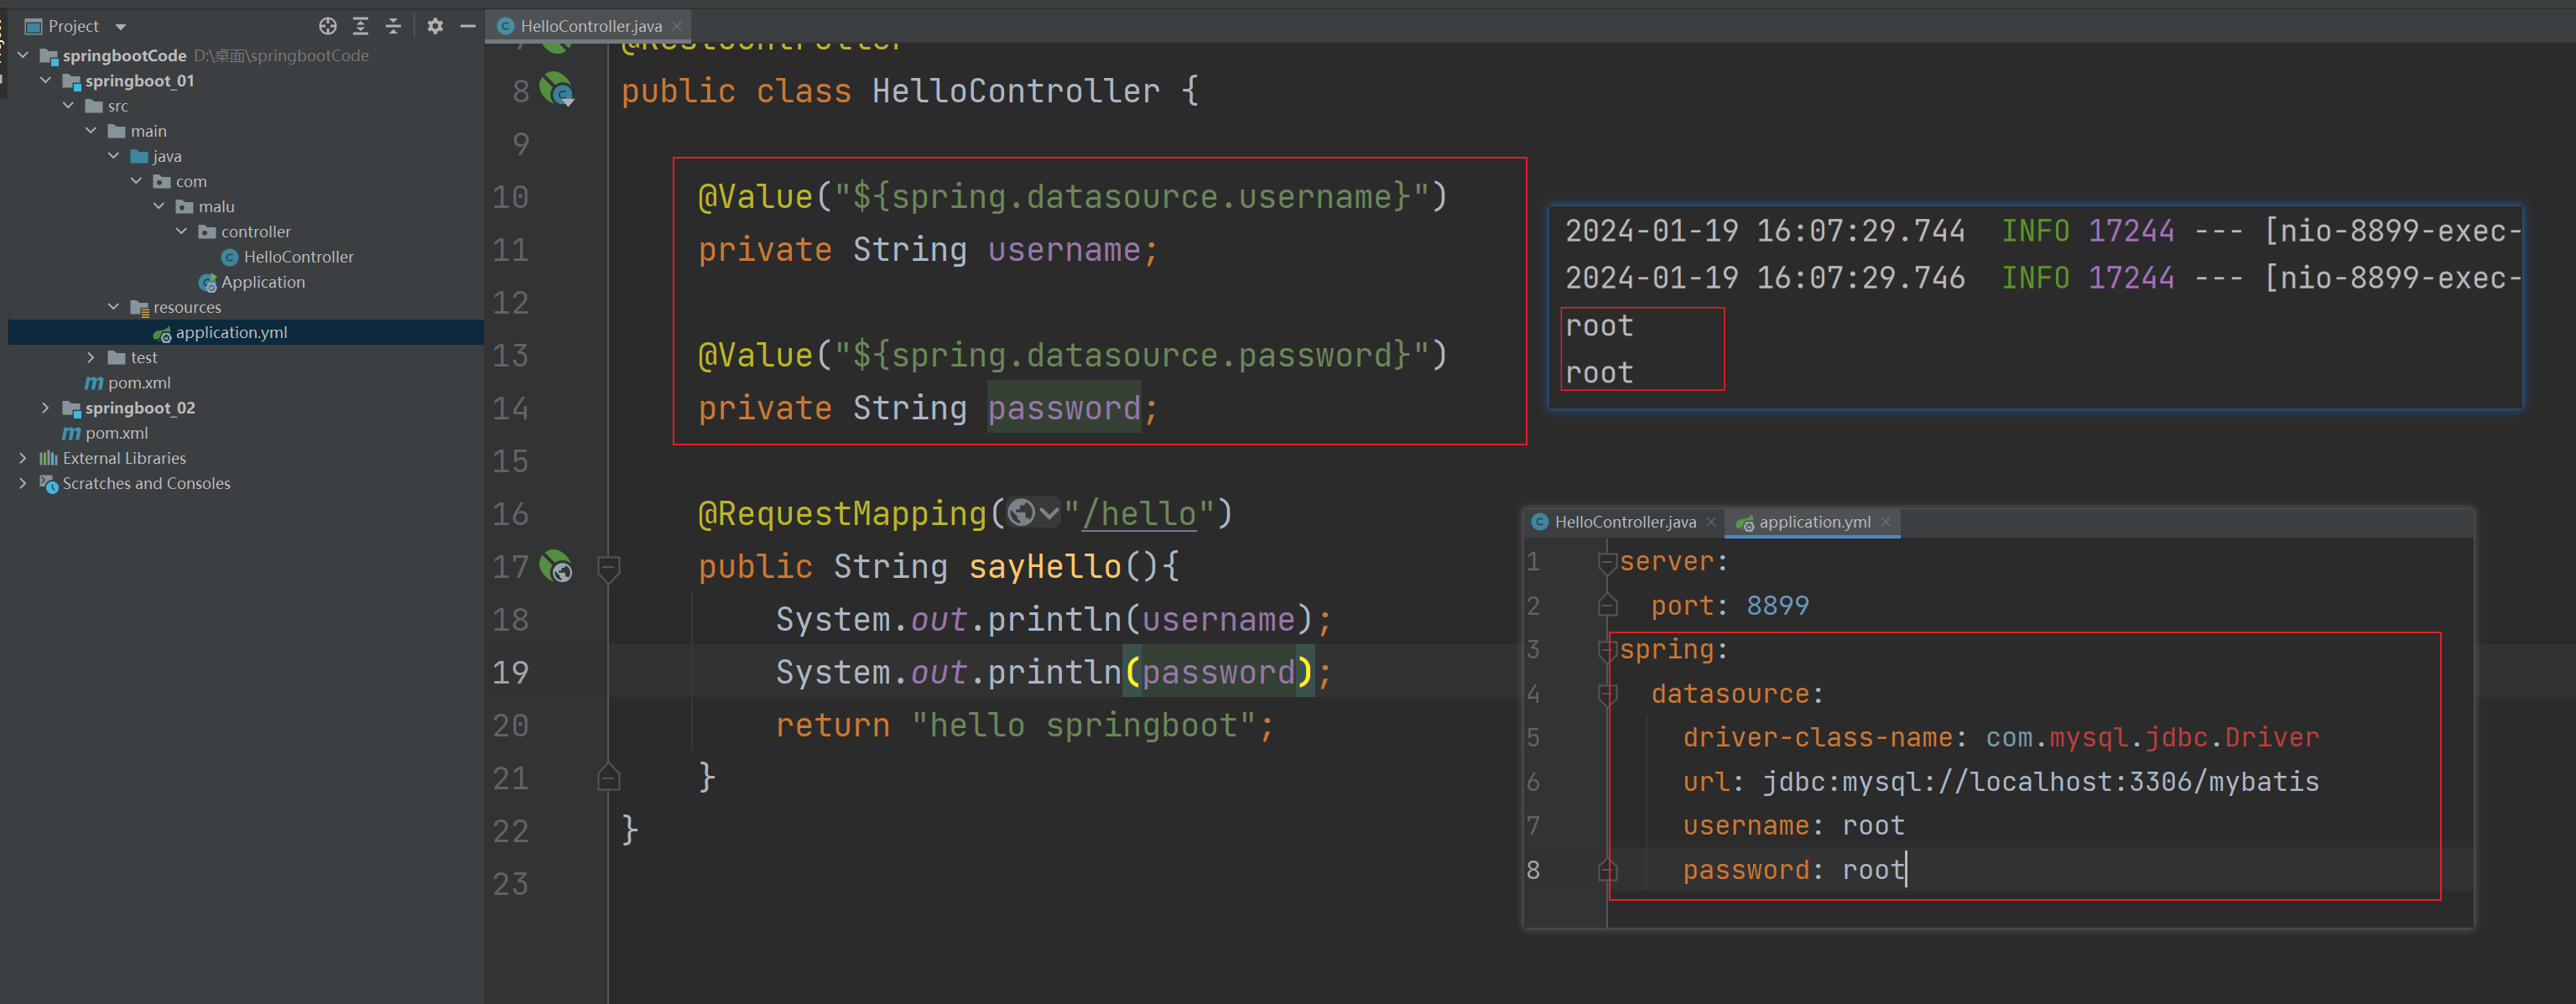 Project
springbootCode D:\桌面\springbootCode
springboot_01
src
main
java
com
malu
controller
HelloController
Application
resources
application.yml
test
pom.xml
springboot_02
pom.xml
External Libraries
Scratches and Consoles
HelloController.java
@RestController
8 public class HelloController {
9
10 @Value("${spring.datasource.username}")
11 private String username;
12
13 @Value("${spring.datasource.password}")
14 private String password;
15
16 @RequestMapping("/hello")
17 public String sayHello(){
18 System.out.println(username);
19 System.out.println(password);
20 return "hello springboot";
21 }
22 }
23
2024-01-19 16:07:29.744 INFO 17244 --- [nio-8899-exec-
2024-01-19 16:07:29.746 INFO 17244 --- [nio-8899-exec-
root
root
HelloController.java application.yml
1 server:
2 port: 8899
3 spring:
4 datasource:
5 driver-class-name: com.mysql.jdbc.Driver
6 url: jdbc:mysql://localhost:3306/mybatis
7 username: root
8 password: root